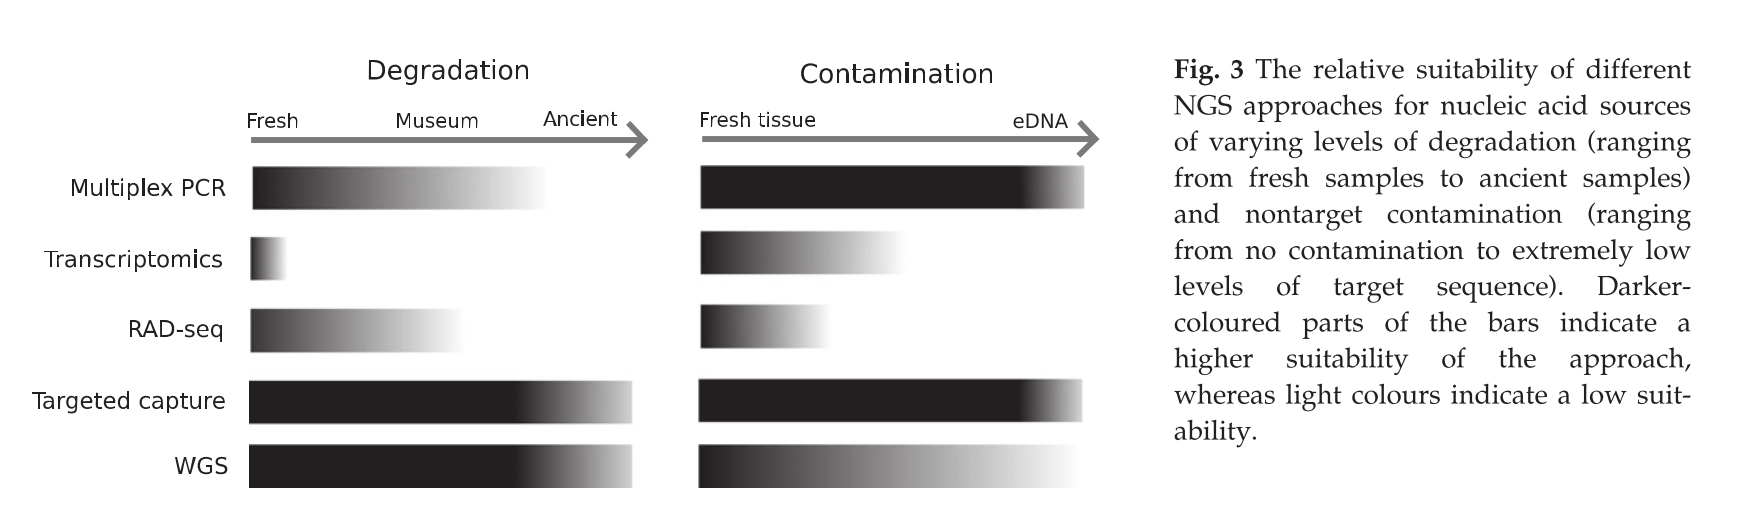 Degradation
Contamination
Fresh
Museum
Ancient
Fresh tissue
eDNA
Multiplex PCR
Transcriptomics
RAD-seq
Targeted capture
WGS
Fig. 3 The relative suitability of different
NGS approaches for nucleic acid sources
of varying levels of degradation (ranging
from fresh samples to ancient samples)
and nontarget contamination (ranging
from no contamination to extremely low
levels of target sequence). Darker-
coloured parts of the bars indicate a
higher suitability of the approach,
whereas light colours indicate a low suit-
ability.